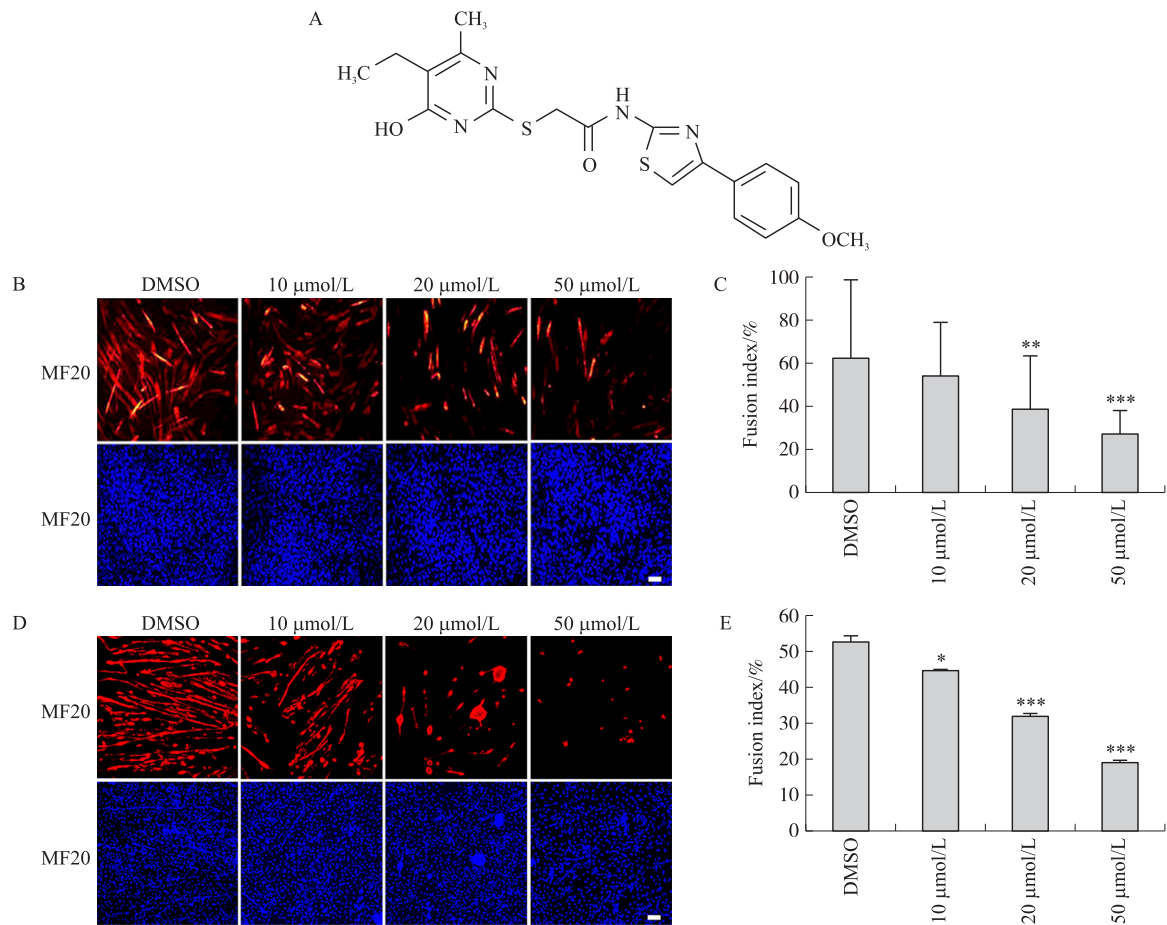 A
CH₃
H₃C
N
HO
N
S
O
H
N
N
S
OCH₃
B
DMSO
10 μmol/L
20 μmol/L
50 μmol/L
MF20
MF20
C
Fusion index/%
100
80
60
40
20
0
**
***
DMSO
10 μmol/L
20 μmol/L
50 μmol/L
D
DMSO
10 μmol/L
20 μmol/L
50 μmol/L
MF20
MF20
E
Fusion index/%
60
50
40
30
20
10
0
*
***
***
DMSO
10 μmol/L
20 μmol/L
50 μmol/L